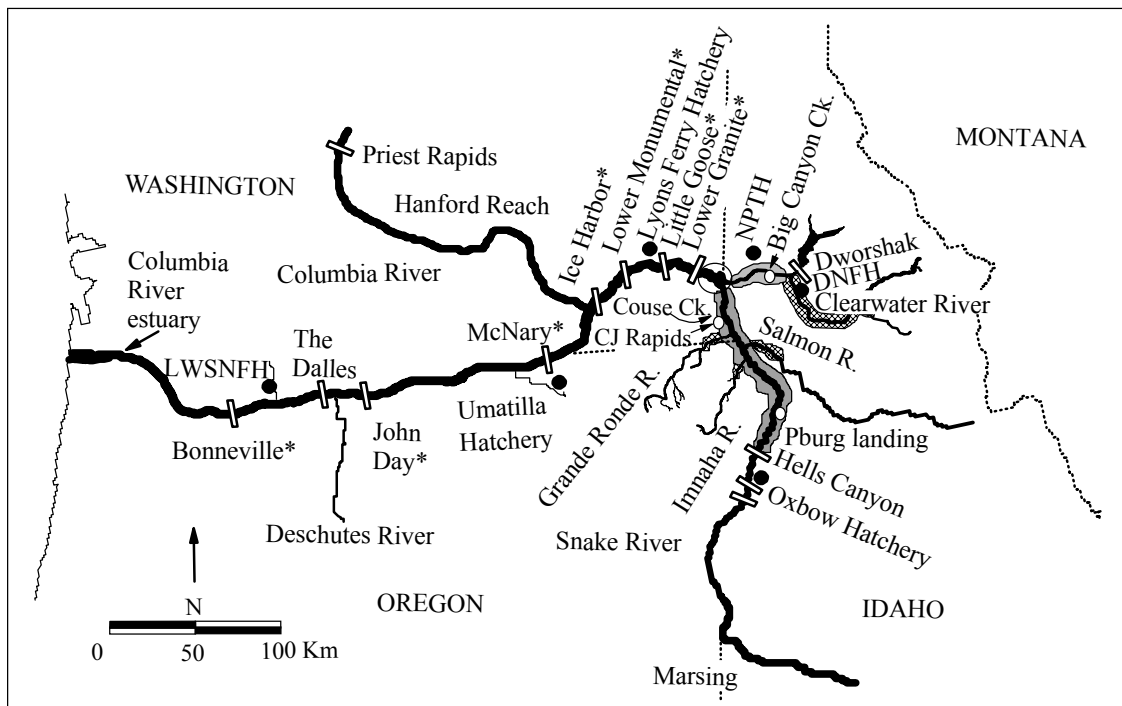 MONTANA
WASHINGTON
Priest Rapids
Hanford Reach
Columbia River
Ice Harbor*
Lower Monumental*
Lyons Ferry Hatchery
Little Goose*
Lower Granite*
NPTH
Big Canyon Ck.
Dworshak
DNFH
Clearwater River
Columbia
River
estuary
LWSNFH
The
Dalles
McNary*
Couse Ck.
CJ Rapids
Salmon R.
Bonneville*
John
Day*
Umatilla
Hatchery
Grande Ronde R.
Imnaha R.
Pburg landing
Hells Canyon
Oxbow Hatchery
Deschutes River
Snake River
N
OREGON
IDAHO
0
50
100 Km
Marsing